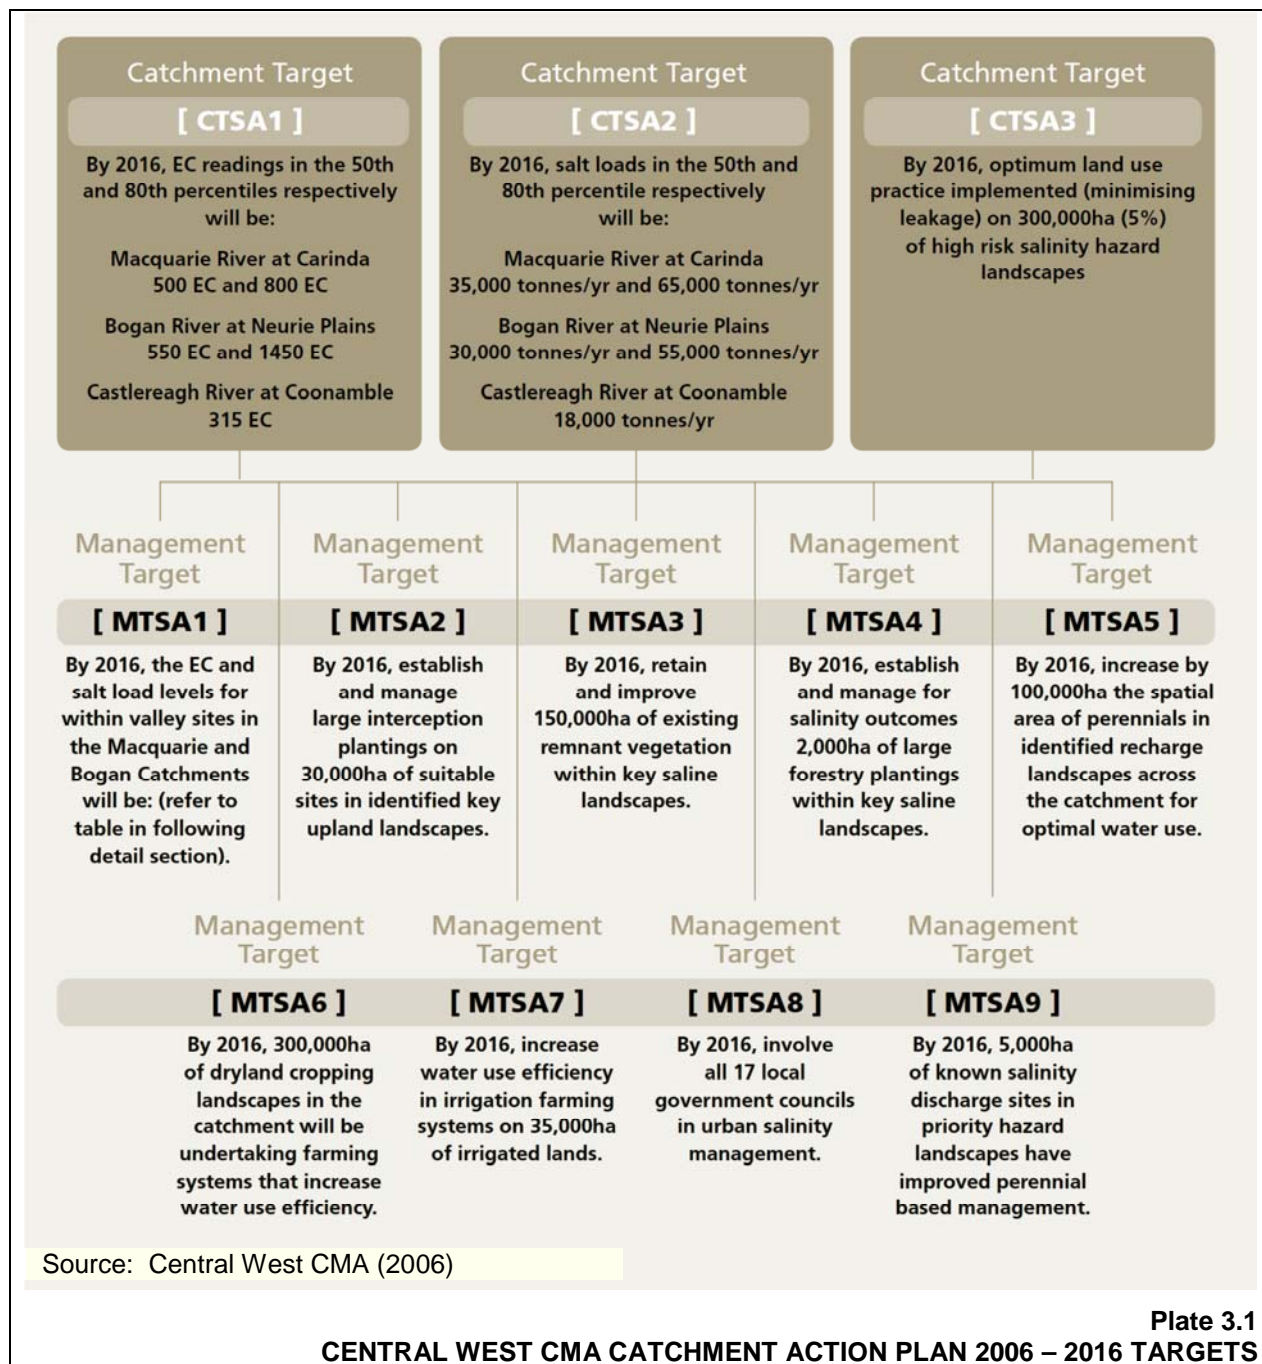 Catchment Target
[ CTSA1 ]
By 2016, EC readings in the 50th
and 80th percentiles respectively
will be:
Macquarie River at Carinda
500 EC and 800 EC
Bogan River at Neurie Plains
550 EC and 1450 EC
Castlereagh River at Coonamble
315 EC
Catchment Target
[ CTSA2 ]
By 2016, salt loads in the 50th and
80th percentile respectively
will be:
Macquarie River at Carinda
35,000 tonnes/yr and 65,000 tonnes/yr
Bogan River at Neurie Plains
30,000 tonnes/yr and 55,000 tonnes/yr
Castlereagh River at Coonamble
18,000 tonnes/yr
Catchment Target
[ CTSA3 ]
By 2016, optimum land use
practice implemented (minimising
leakage) on 300,000ha (5%)
of high risk salinity hazard
landscapes
Management
Target
[ MTSA1 ]
By 2016, the EC and
salt load levels for
within valley sites in
the Macquarie and
Bogan Catchments
will be: (refer to
table in following
detail section).
Management
Target
[ MTSA2 ]
By 2016, establish
and manage
large interception
plantings on
30,000ha of suitable
sites in identified key
upland landscapes.
Management
Target
[ MTSA3 ]
By 2016, retain
and improve
150,000ha of existing
remnant vegetation
within key saline
landscapes.
Management
Target
[ MTSA4 ]
By 2016, establish
and manage for
salinity outcomes
2,000ha of large
forestry plantings
within key saline
landscapes.
Management
Target
[ MTSA5 ]
By 2016, increase by
100,000ha the spatial
area of perennials in
identified recharge
landscapes across
the catchment for
optimal water use.
Management
Target
[ MTSA6 ]
By 2016, 300,000ha
of dryland cropping
landscapes in the
catchment will be
undertaking farming
systems that increase
water use efficiency.
Management
Target
[ MTSA7 ]
By 2016, increase
water use efficiency
in irrigation farming
systems on 35,000ha
of irrigated lands.
Management
Target
[ MTSA8 ]
By 2016, involve
all 17 local
government councils
in urban salinity
management.
Management
Target
[ MTSA9 ]
By 2016, 5,000ha
of known salinity
discharge sites in
priority hazard
landscapes have
improved perennial
based management.
Source: Central West CMA (2006)
Plate 3.1
CENTRAL WEST CMA CATCHMENT ACTION PLAN 2006 – 2016 TARGETS